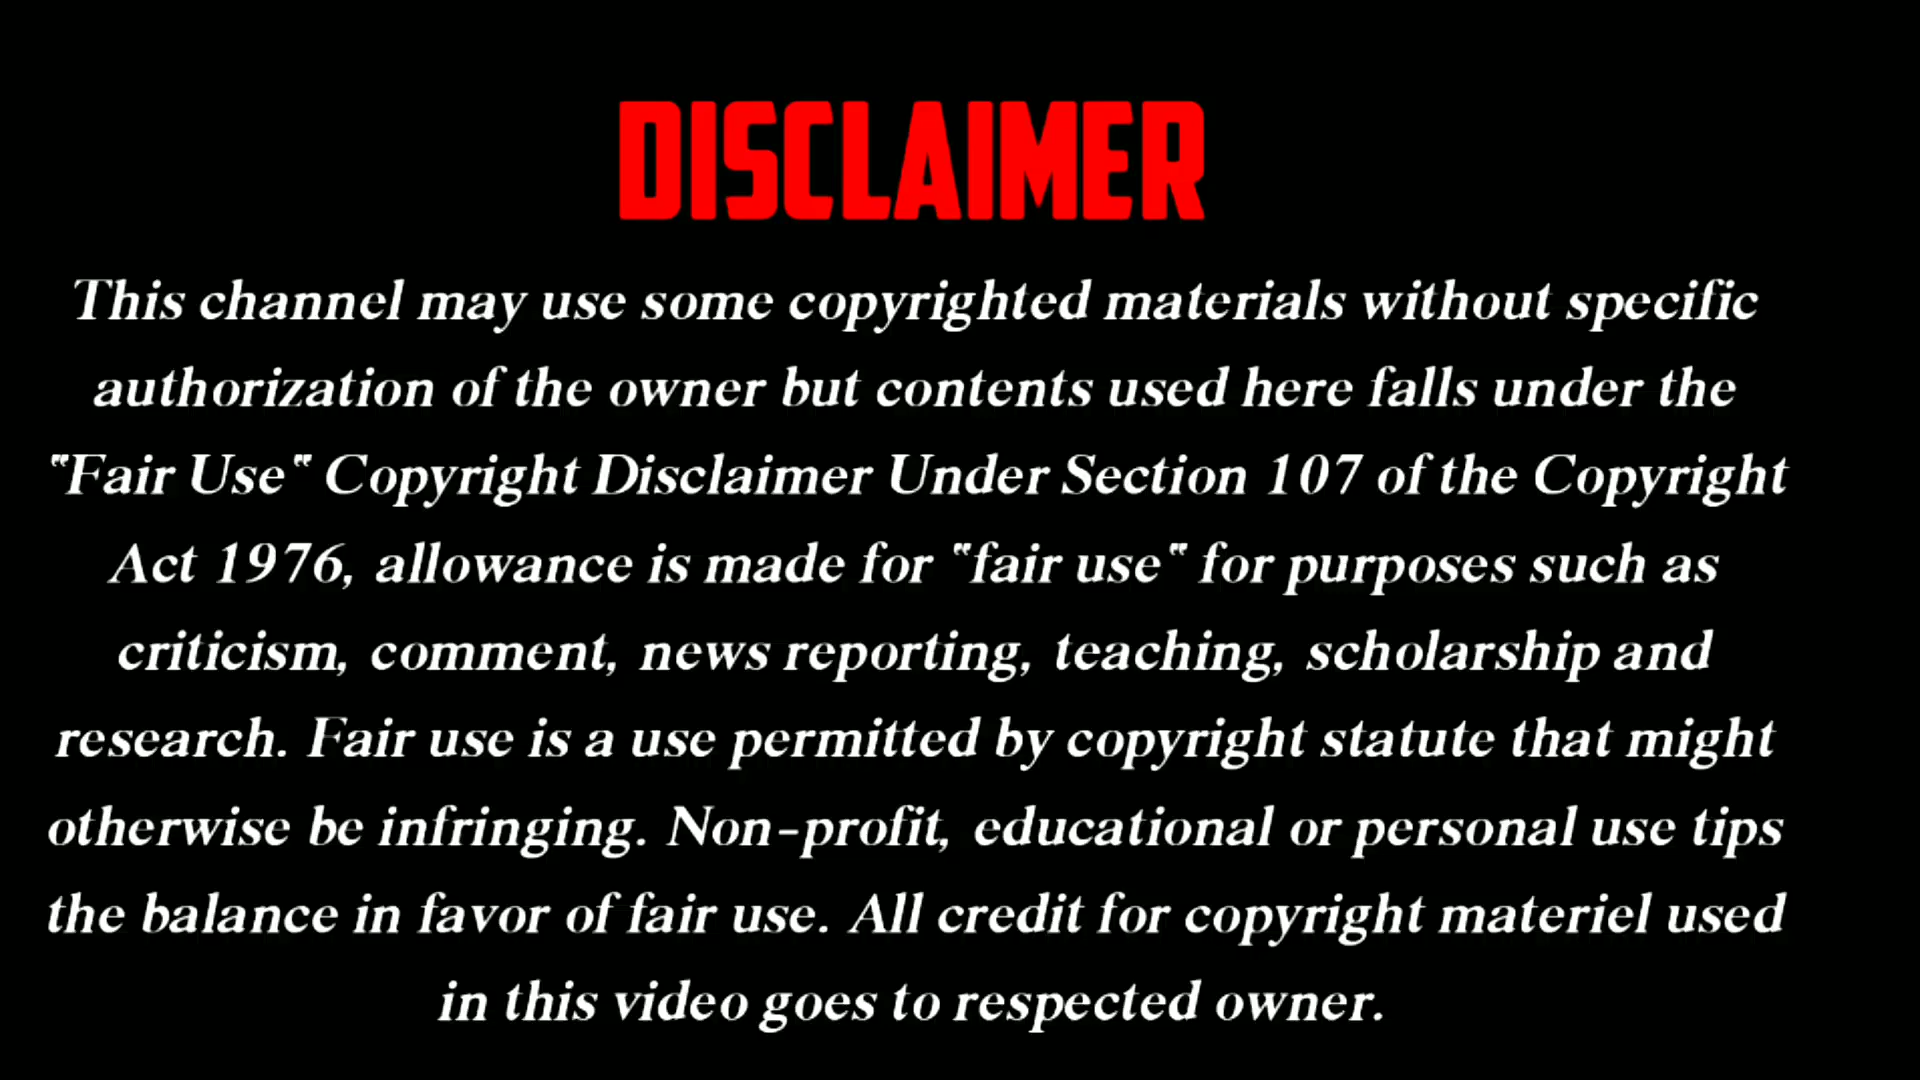 DISCLAIMER
This channel may use some copyrighted materials without specific
authorization of the owner but contents used here falls under the
"Fair Use" Copyright Disclaimer Under Section 107 of the Copyright
Act 1976, allowance is made for "fair use" for purposes such as
criticism, comment, news reporting, teaching, scholarship and
research. Fair use is a use permitted by copyright statute that might
otherwise be infringing. Non-profit, educational or personal use tips
the balance in favor of fair use. All credit for copyright materiel used
in this video goes to respected owner.